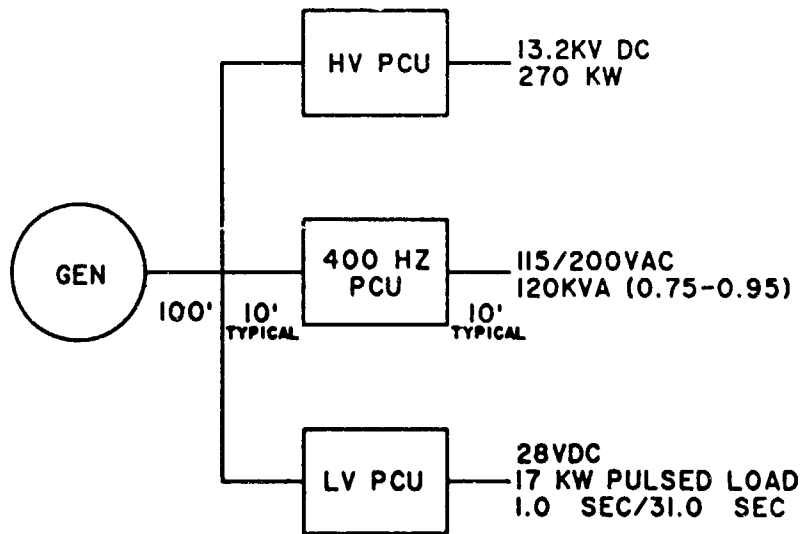 HV PCU
13.2KV DC
270 KW
GEN
100'
10'
TYPICAL
400 HZ
PCU
10'
TYPICAL
115/200VAC
120KVA (0.75-0.95)
LV PCU
28VDC
17 KW PULSED LOAD
1.0 SEC/31.0 SEC